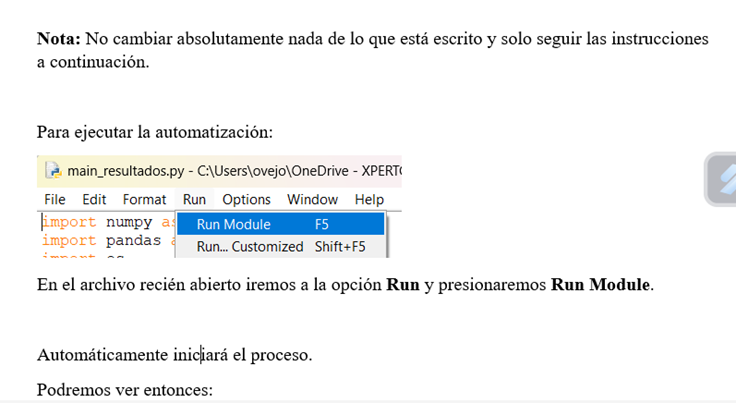 Nota: No cambiar absolutamente nada de lo que está escrito y solo seguir las instrucciones
a continuación.
Para ejecutar la automatización:
main_resultados.py - C:\Users\ovejo\OneDrive - XPERT
File Edit Format Run Options Window Help
import numpy as
Run Module F5
import pandas
Run... Customized Shift+F5
import os
En el archivo recién abierto iremos a la opción Run y presionaremos Run Module.
Automáticamente iniciará el proceso.
Podremos ver entonces: